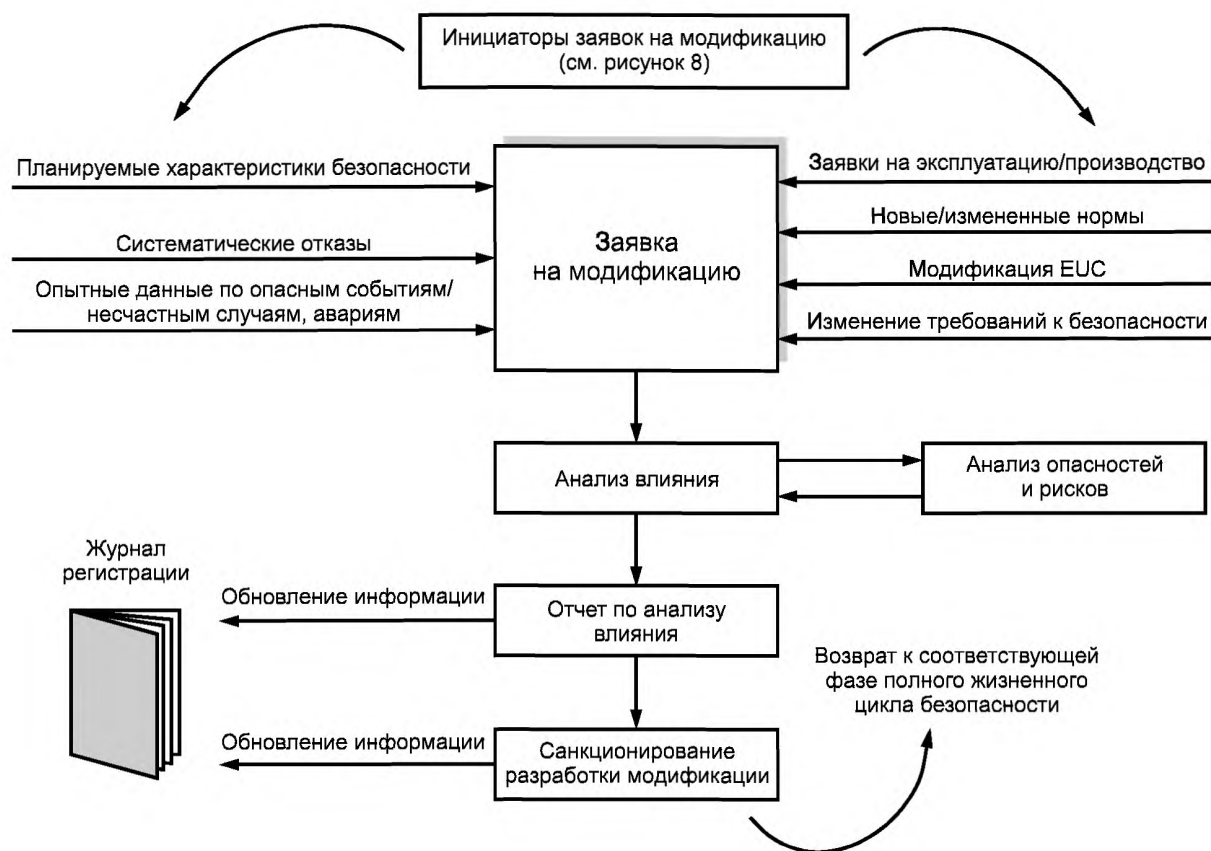 Инициаторы заявок на модификацию
(см. рисунок 8)
Планируемые характеристики безопасности
Систематические отказы
Опытные данные по опасным событиям/
несчастным случаям, авариям
Заявка
на модификацию
Заявки на эксплуатацию/производство
Новые/измененные нормы
Модификация EUC
Изменение требований к безопасности
Анализ влияния
Анализ опасностей
и рисков
Журнал
регистрации
Обновление информации
Отчет по анализу
влияния
Возврат к соответствующей
фазе полного жизненного
цикла безопасности
Обновление информации
Санкционирование
разработки модификации